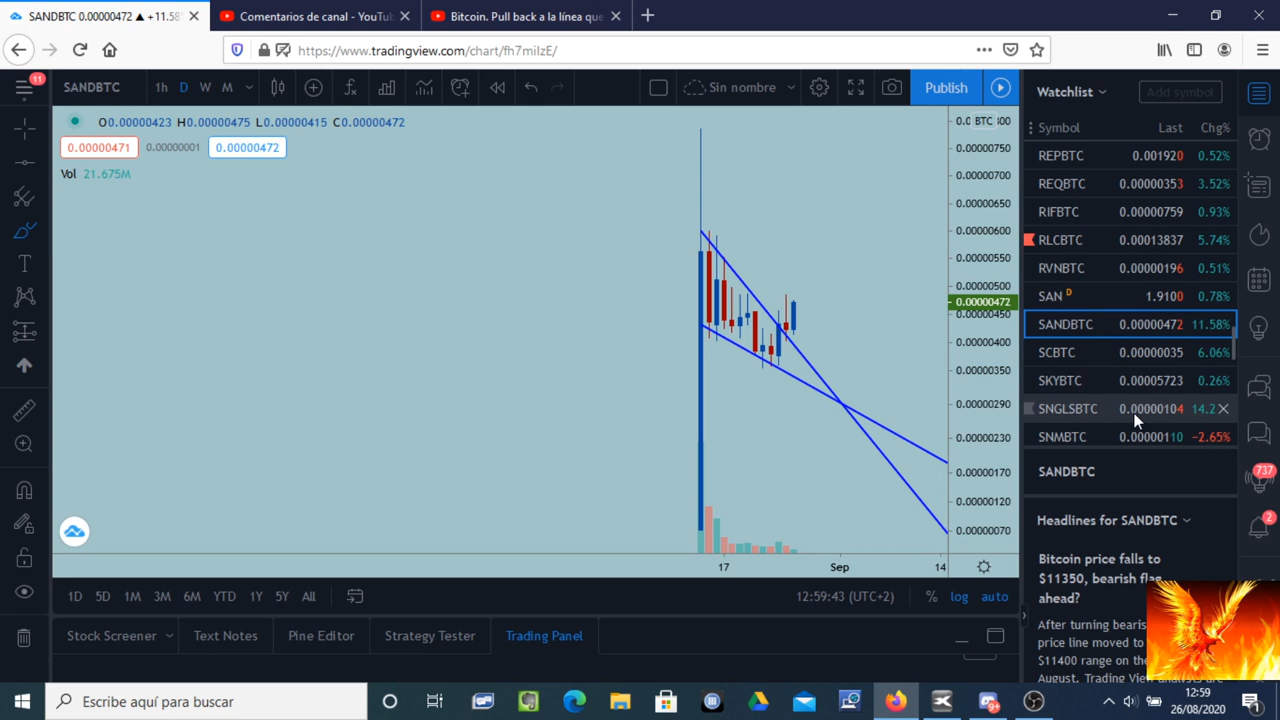 SANDBTC 0.00000472 ▲ +11.58%
Comentarios de canal - YouTub
Bitcoin. Pull back a la línea que
https://www.tradingview.com/chart/fh7milzE/
11
SANDBTC
1h D W M
Sin nombre
Publish
Watchlist
Add symbol
O0.00000423 H0.00000475 L0.00000415 C0.00000472
0.00000471
0.00000001
0.00000472
Vol 21.675M
BTC
0.00000750
0.00000700
0.00000650
0.00000600
0.00000550
0.00000500
0.00000472
0.00000450
0.00000400
0.00000350
0.00000290
0.00000230
0.00000170
0.00000120
0.00000070
17
Sep
14
Symbol Last Chg%
REPBTC 0.001920 0.52%
REQBTC 0.00000353 3.52%
RIFBTC 0.00000759 0.93%
RLCBTC 0.00013837 5.74%
RVNBTC 0.00000196 0.51%
SAN D 1.9100 0.78%
SANDBTC 0.00000472 11.58%
SCBTC 0.00000035 6.06%
SKYBTC 0.00005723 0.26%
SNGLSBTC 0.00000104 14.2
SNMBTC 0.00000110 −2.65%
SANDBTC
Headlines for SANDBTC
Bitcoin price falls to
$11350, bearish flag
ahead?
After turning bearis
price line moved to
$11400 range on the
August, Trading View analysts are
737
2
1D 5D 1M 3M 6M YTD 1Y 5Y All
12:59:43 (UTC+2)
% log auto
Stock Screener
Text Notes
Pine Editor
Strategy Tester
Trading Panel
Escribe aquí para buscar
12:59
26/08/2020
1